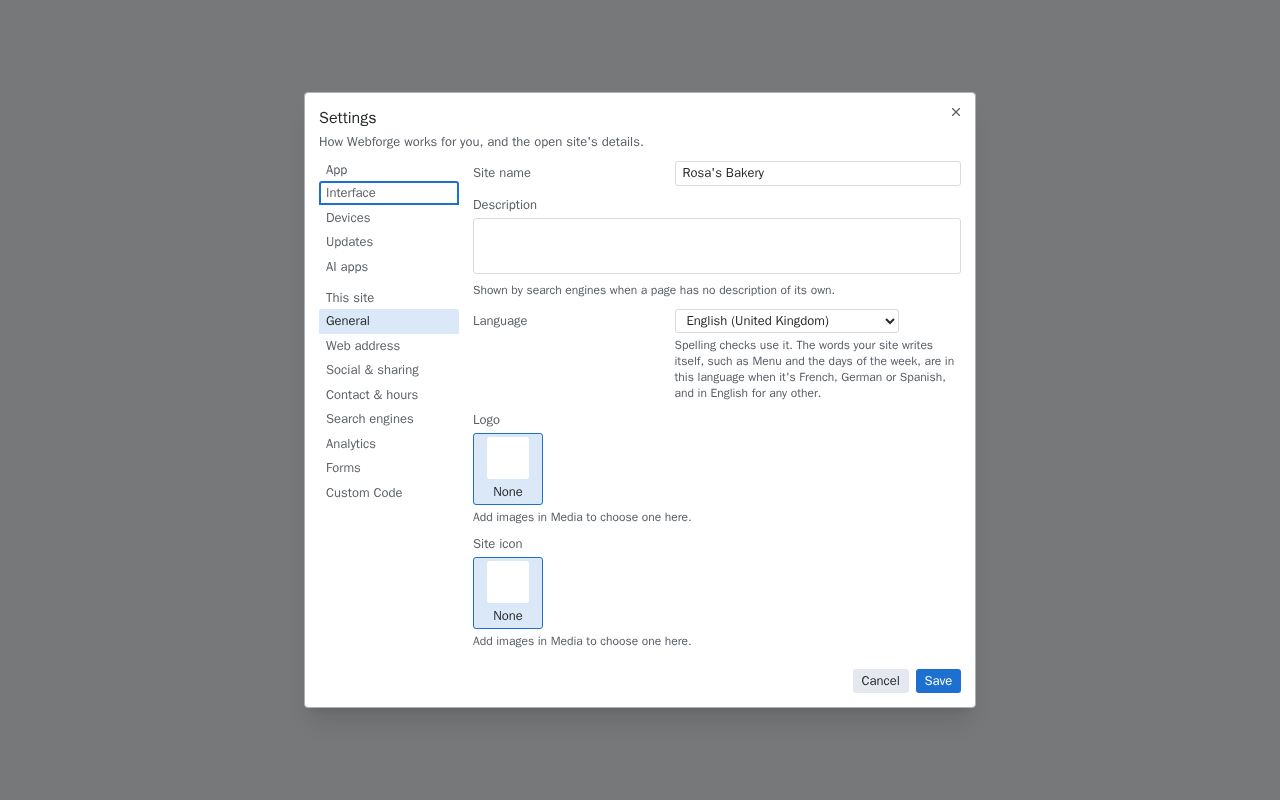 Settings
How Webforge works for you, and the open site's details.
App
Interface
Devices
Updates
AI apps
This site
General
Web address
Social & sharing
Contact & hours
Search engines
Analytics
Forms
Custom Code
Site name
Rosa's Bakery
Description
Shown by search engines when a page has no description of its own.
Language
English (United Kingdom)
Spelling checks use it. The words your site writes
itself, such as Menu and the days of the week, are in
this language when it's French, German or Spanish,
and in English for any other.
Logo
None
Add images in Media to choose one here.
Site icon
None
Add images in Media to choose one here.
Cancel
Save